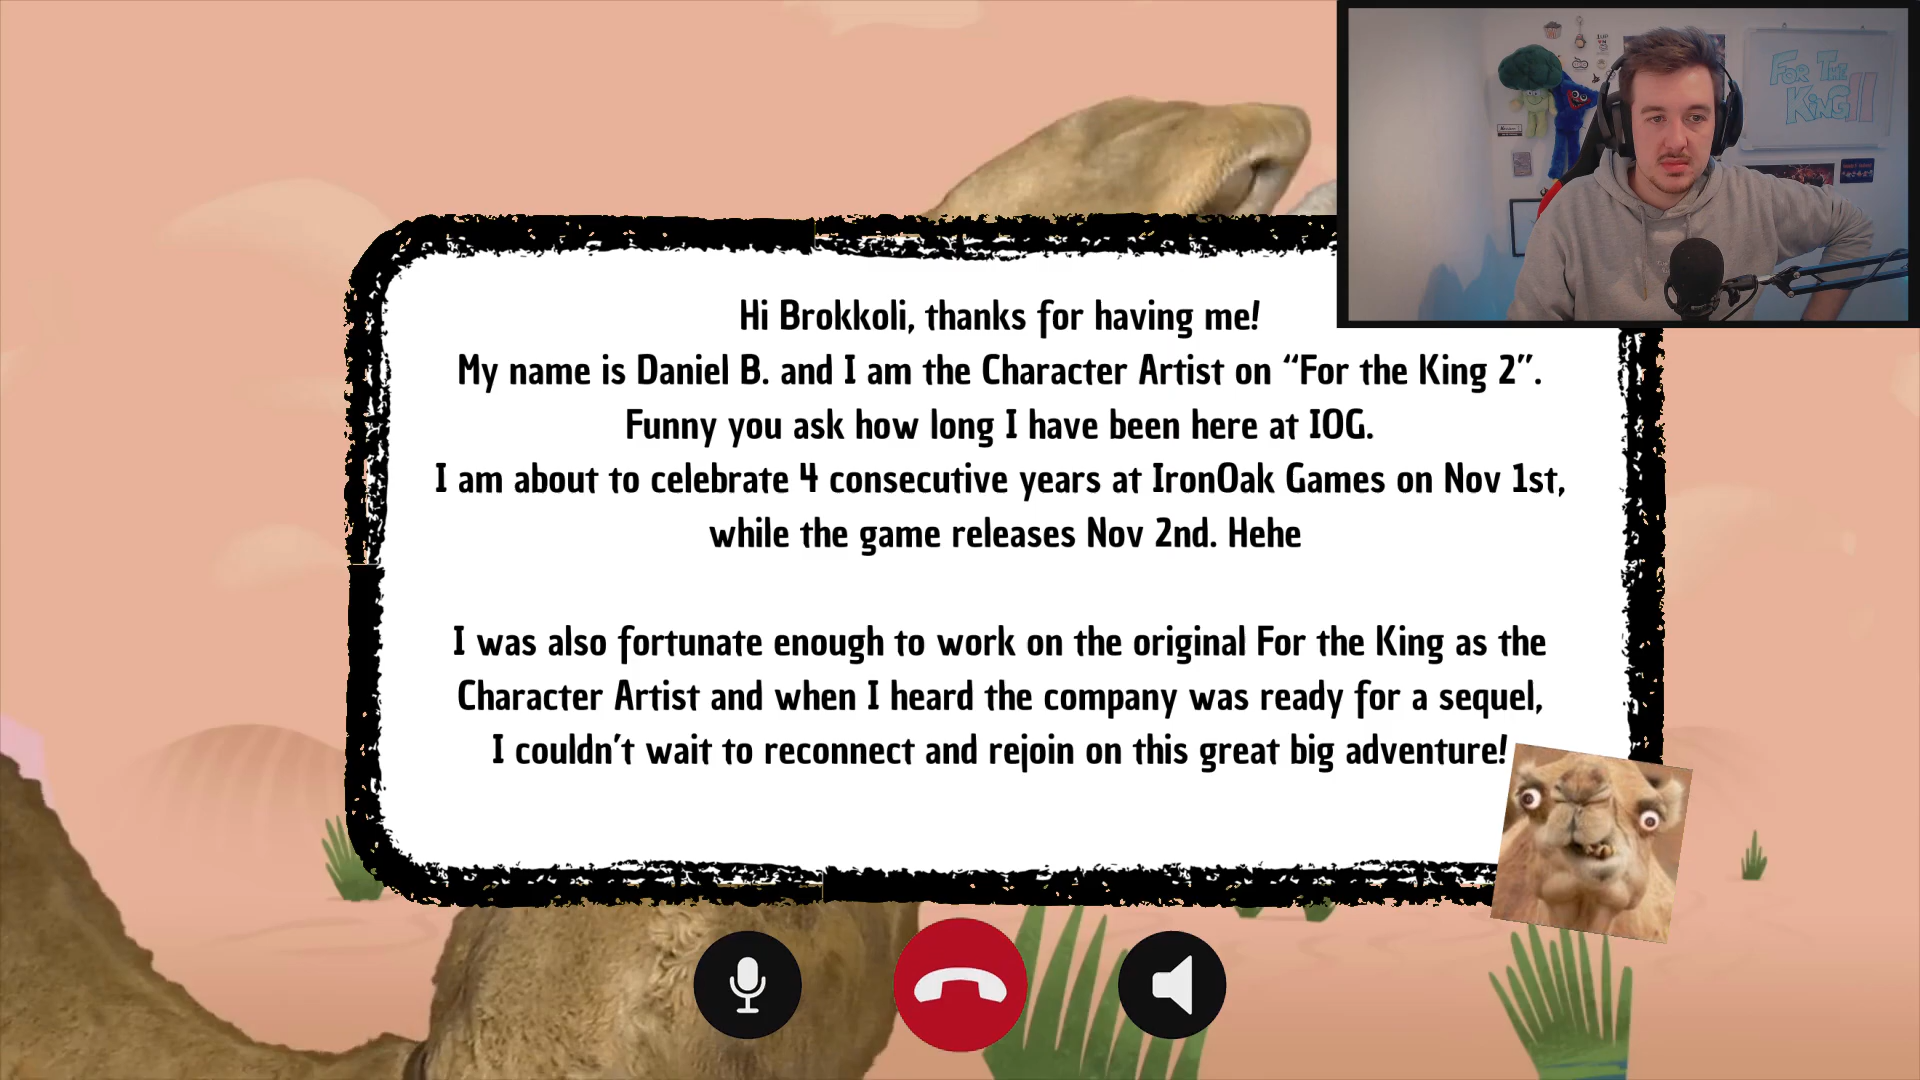 FOR THE
KING II
Hi Brokkoli, thanks for having me!
My name is Daniel B. and I am the Character Artist on “For the King 2”.
Funny you ask how long I have been here at IOG.
I am about to celebrate 4 consecutive years at IronOak Games on Nov 1st,
while the game releases Nov 2nd. Hehe
I was also fortunate enough to work on the original For the King as the
Character Artist and when I heard the company was ready for a sequel,
I couldn’t wait to reconnect and rejoin on this great big adventure!